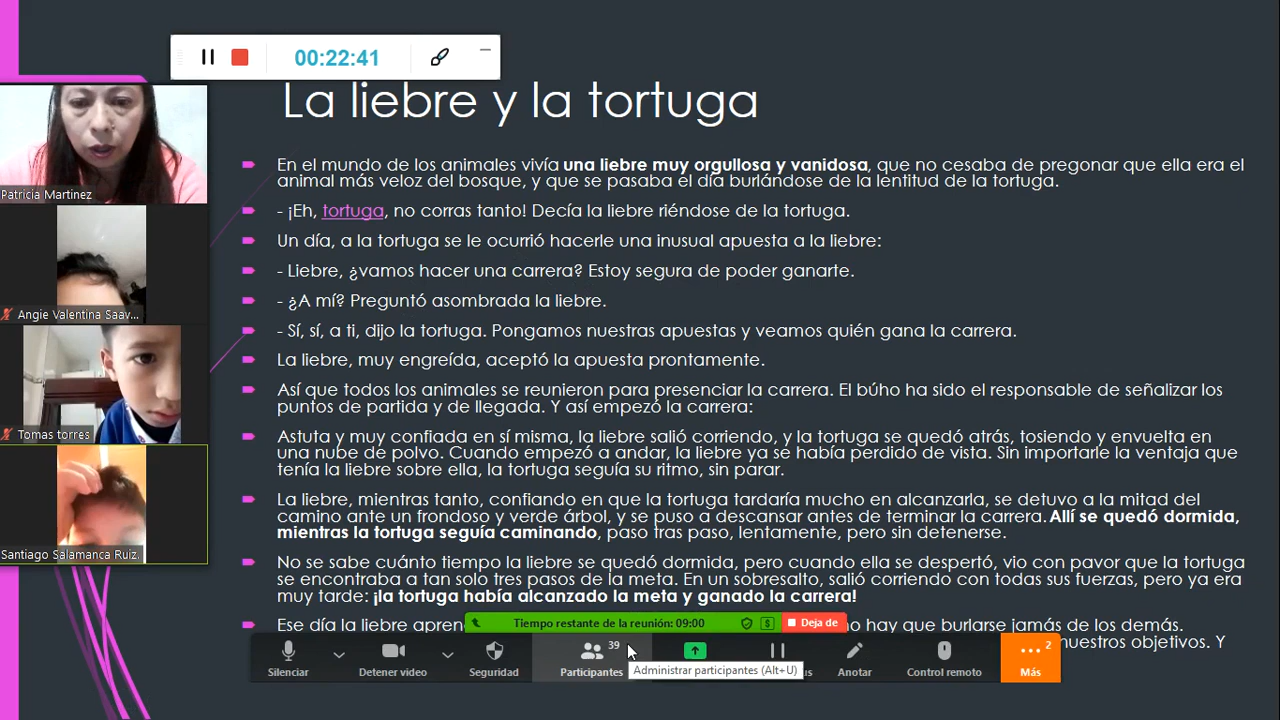 00:22:41
La liebre y la tortuga
En el mundo de los animales vivía una liebre muy orgullosa y vanidosa, que no cesaba de pregonar que ella era el
animal más veloz del bosque, y que se pasaba el día burlándose de la lentitud de la tortuga.
- ¡Eh, tortuga, no corras tanto! Decía la liebre riéndose de la tortuga.
Un día, a la tortuga se le ocurrió hacerle una inusual apuesta a la liebre:
- Liebre, ¿vamos hacer una carrera? Estoy segura de poder ganarte.
- ¿A mí? Preguntó asombrada la liebre.
- Sí, sí, a ti, dijo la tortuga. Pongamos nuestras apuestas y veamos quién gana la carrera.
La liebre, muy engreída, aceptó la apuesta prontamente.
Así que todos los animales se reunieron para presenciar la carrera. El búho ha sido el responsable de señalizar los
puntos de partida y de llegada. Y así empezó la carrera:
Astuta y muy confiada en sí misma, la liebre salió corriendo, y la tortuga se quedó atrás, tosiendo y envuelta en
una nube de polvo. Cuando empezó a andar, la liebre ya se había perdido de vista. Sin importarle la ventaja que
tenía la liebre sobre ella, la tortuga seguía su ritmo, sin parar.
La liebre, mientras tanto, confiando en que la tortuga tardaría mucho en alcanzarla, se detuvo a la mitad del
camino ante un frondoso y verde árbol, y se puso a descansar antes de terminar la carrera. Allí se quedó dormida,
mientras la tortuga seguía caminando, paso tras paso, lentamente, pero sin detenerse.
No se sabe cuánto tiempo la liebre se quedó dormida, pero cuando ella se despertó, vio con pavor que la tortuga
se encontraba a tan solo tres pasos de la meta. En un sobresalto, salió corriendo con todas sus fuerzas, pero ya era
muy tarde: ¡la tortuga había alcanzado la meta y ganado la carrera!
Ese día la liebre no hay que burlarse jamás de los demás.
nuestros objetivos. Y
Patricia Martinez
Angie Valentina Saav...
Tomas torres
Santiago Salamanca Ruiz.
Tiempo restante de la reunión: 09:00
Deja de
Silenciar
Detener video
Seguridad
39
Participantes
Administrar participantes (Alt+U)
Anotar
Control remoto
2
Más